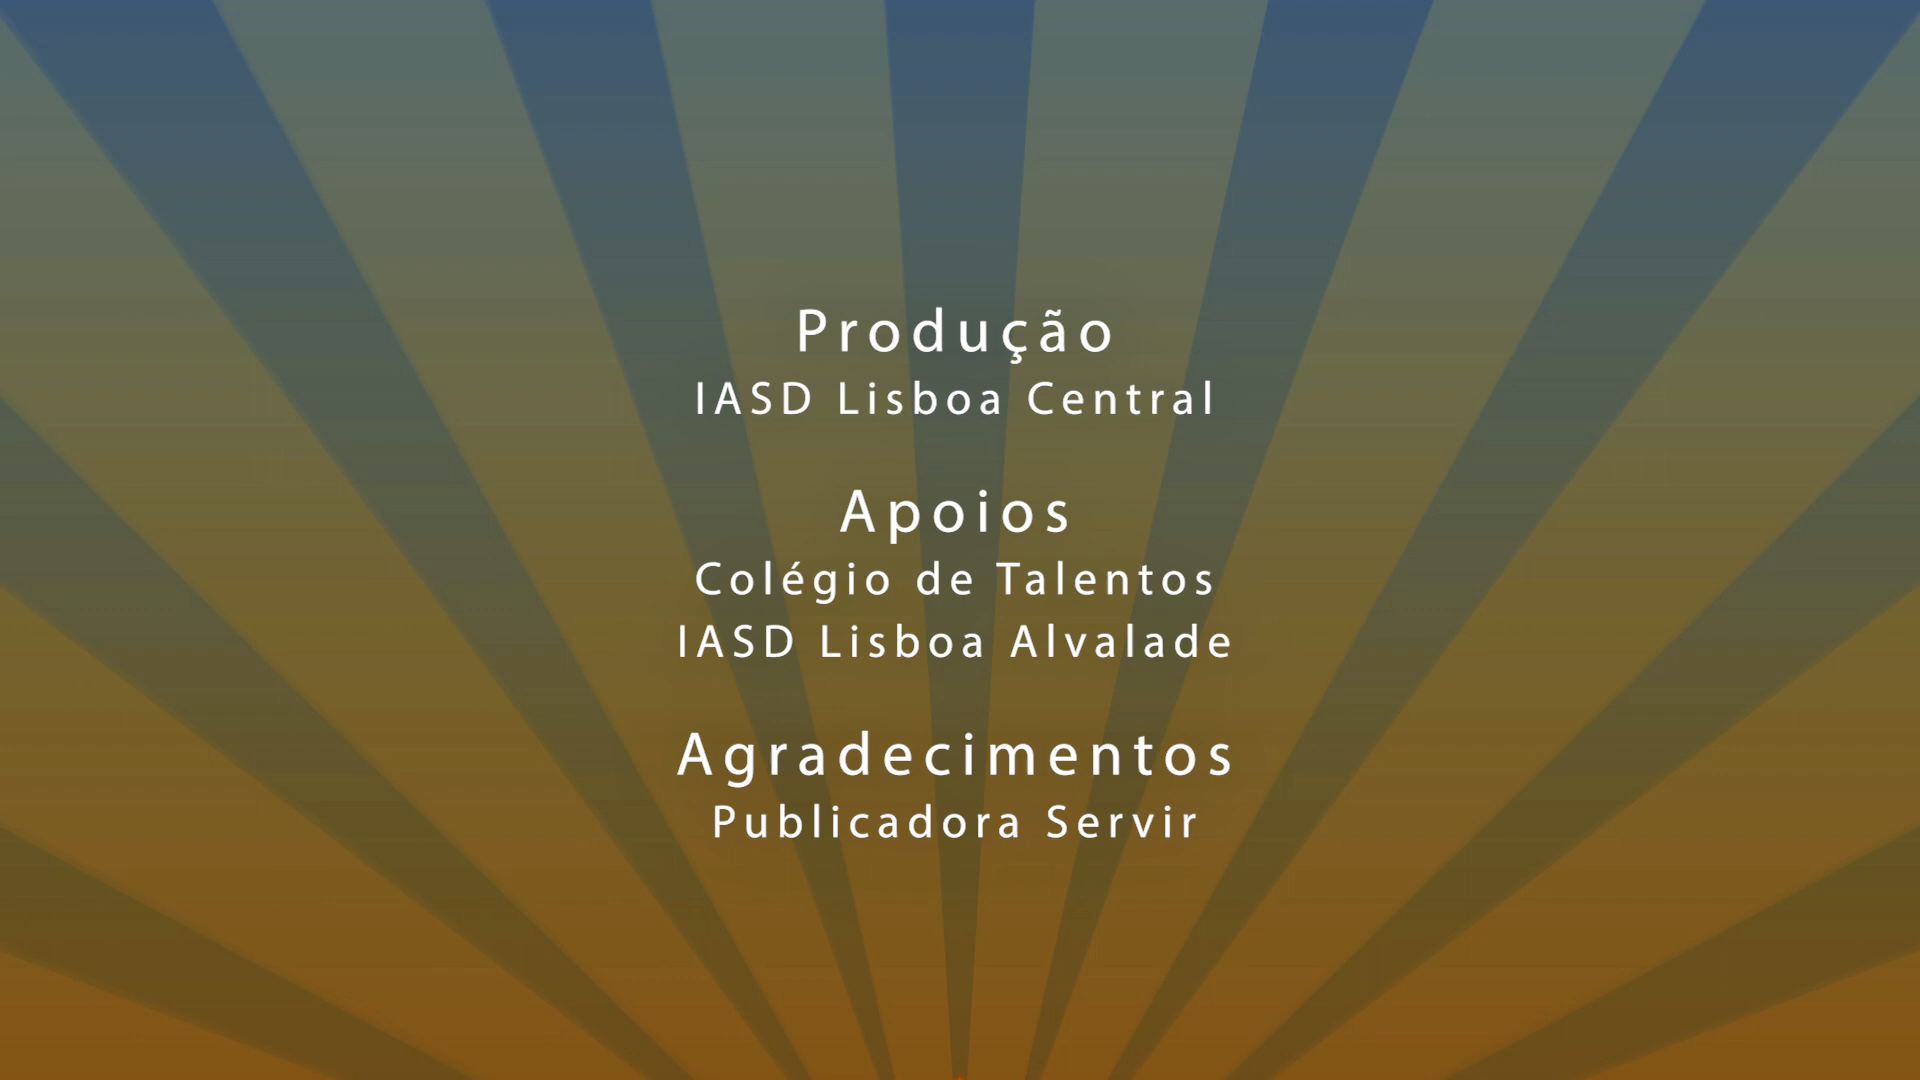 Produção
IASD Lisboa Central
Apoios
Colégio de Talentos
IASD Lisboa Alvalade
Agradecimentos
Publicadora Servir